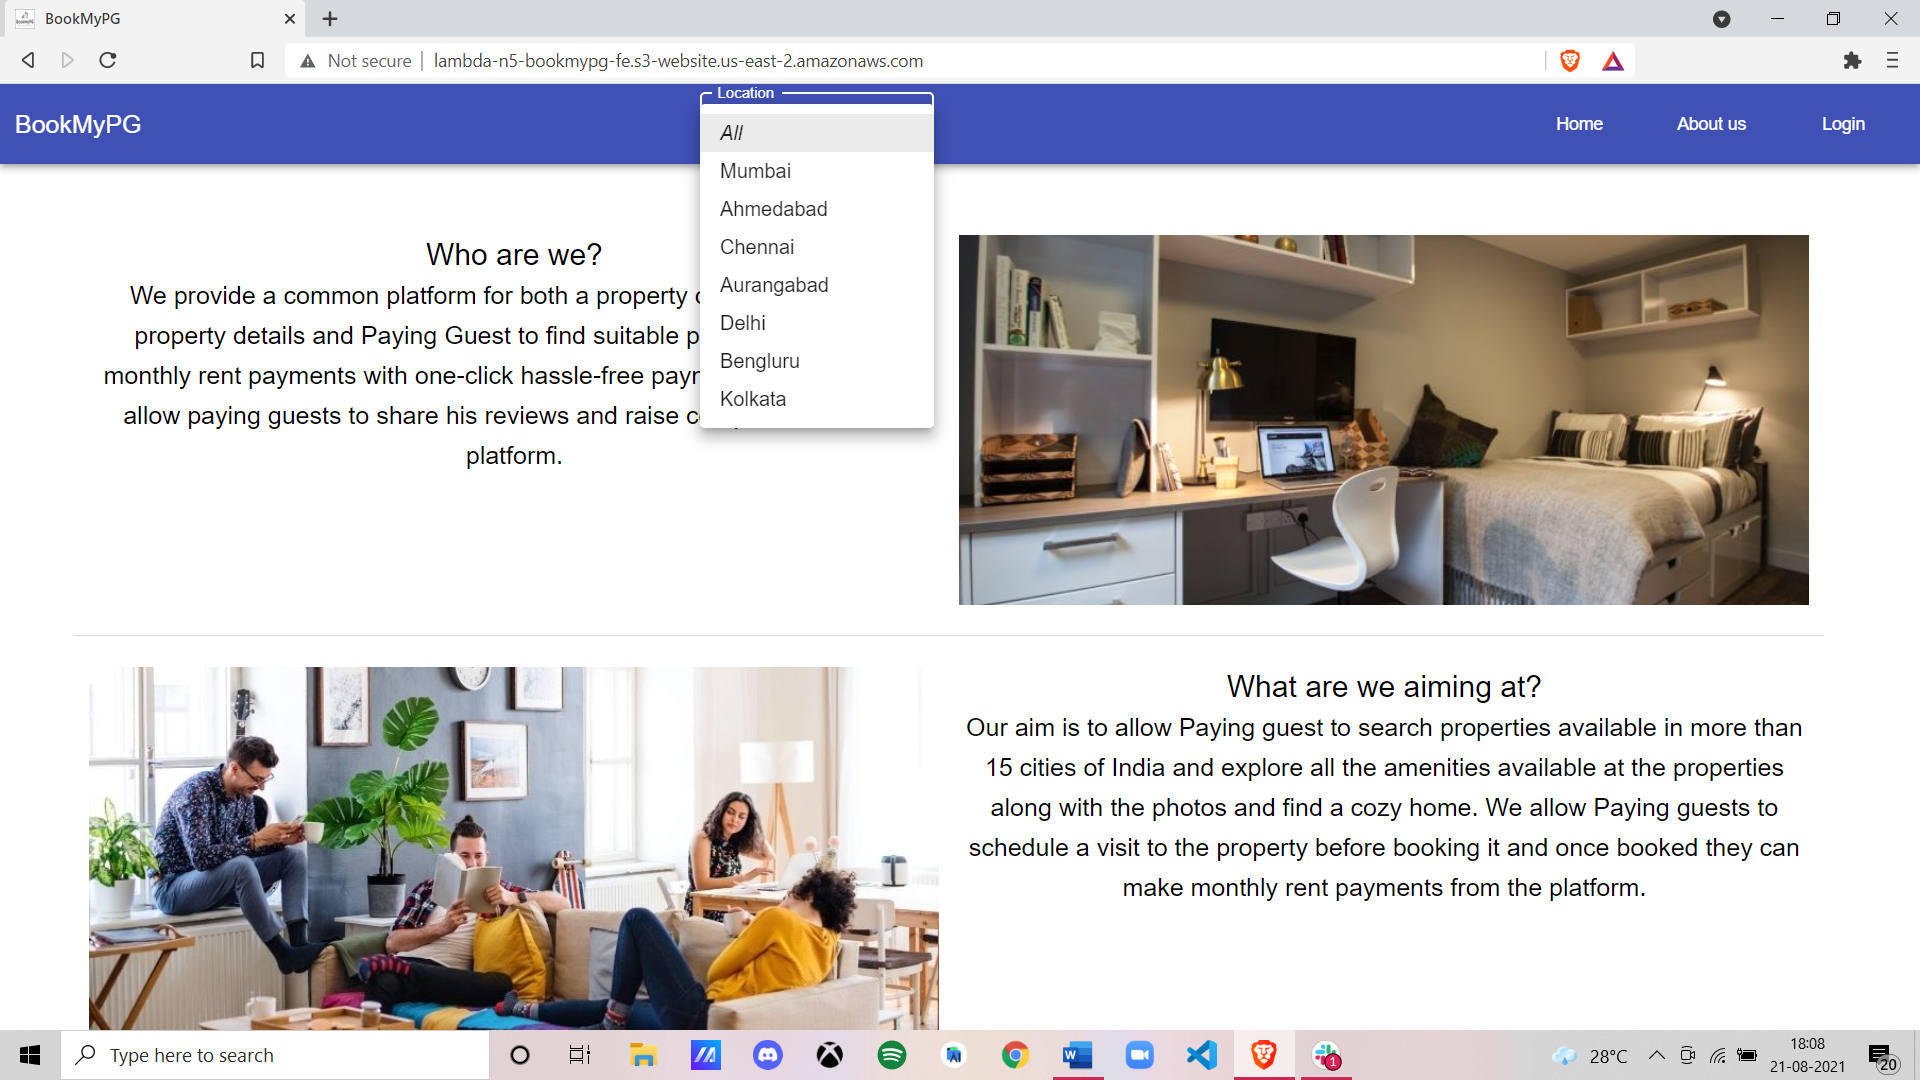 BookMyPG
Not secure
lambda-n5-bookmypg-fe.s3-website.us-east-2.amazonaws.com
BookMyPG
Location
Home
About us
Login
All
Mumbai
Ahmedabad
Chennai
Aurangabad
Delhi
Bengluru
Kolkata
Who are we?
We provide a common platform for both a property
property details and Paying Guest to find suitable
monthly rent payments with one-click hassle-free
allow paying guests to share his reviews and raise
platform.
What are we aiming at?
Our aim is to allow Paying guest to search properties available in more than
15 cities of India and explore all the amenities available at the properties
along with the photos and find a cozy home. We allow Paying guests to
schedule a visit to the property before booking it and once booked they can
make monthly rent payments from the platform.
Type here to search
W
1
28°C
18:08
21-08-2021
20